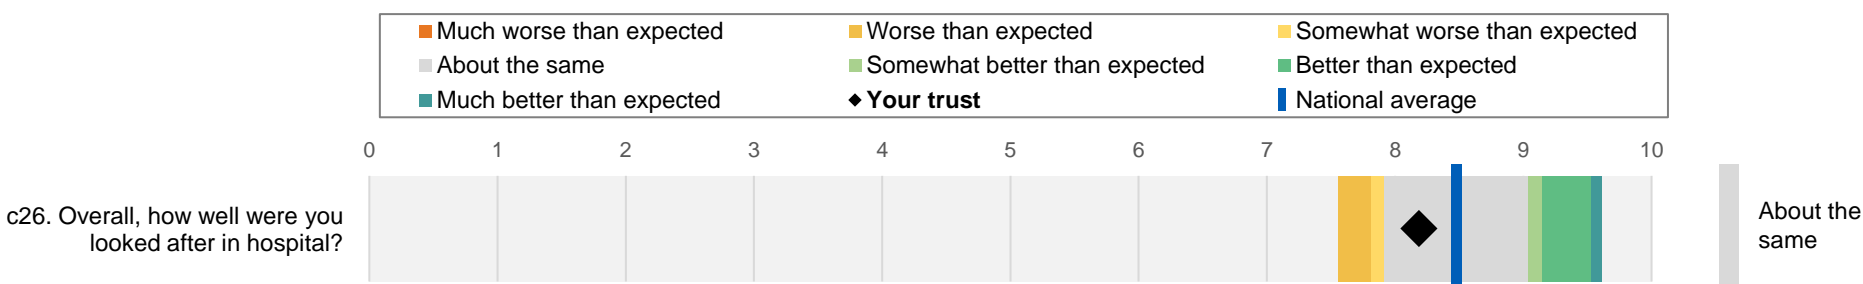 Much worse than expected
Worse than expected
Somewhat worse than expected
About the same
Somewhat better than expected
Better than expected
Much better than expected
Your trust
National average
0 1 2 3 4 5 6 7 8 9 10
c26. Overall, how well were you
looked after in hospital?
About the
same